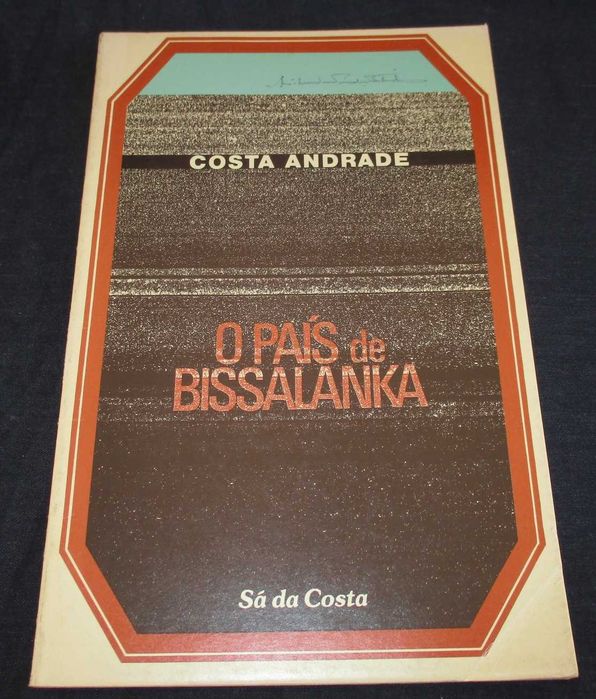 COSTA ANDRADE
O PAÍS de
BISSALANKA
Sá da Costa